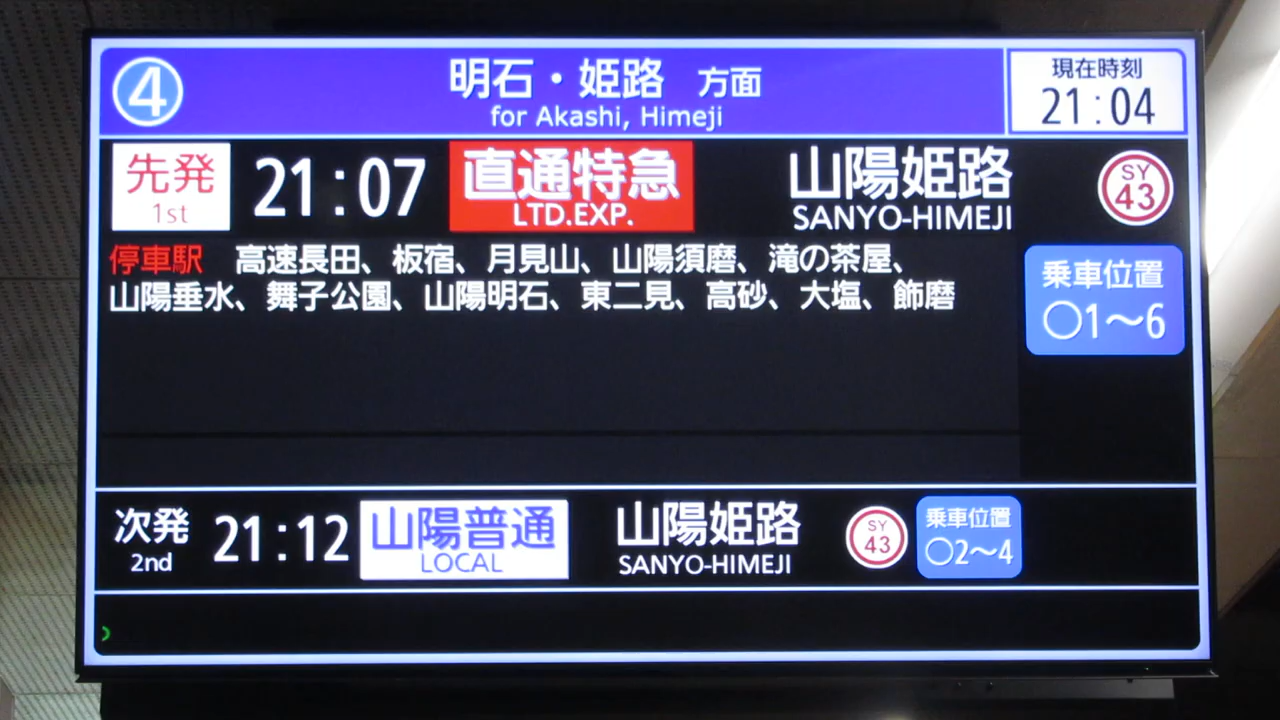 ④ 明石・姫路 方面
for Akashi, Himeji
現在時刻
21:04
先発
1st
21:07
直通特急
LTD.EXP.
山陽姫路
SANYO-HIMEJI
SY
43
停車駅 高速長田、板宿、月見山、山陽須磨、滝の茶屋、
山陽垂水、舞子公園、山陽明石、東二見、高砂、大塩、飾磨
乗車位置
○1〜6
次発
2nd
21:12
山陽普通
LOCAL
山陽姫路
SANYO-HIMEJI
SY
43
乗車位置
○2〜4